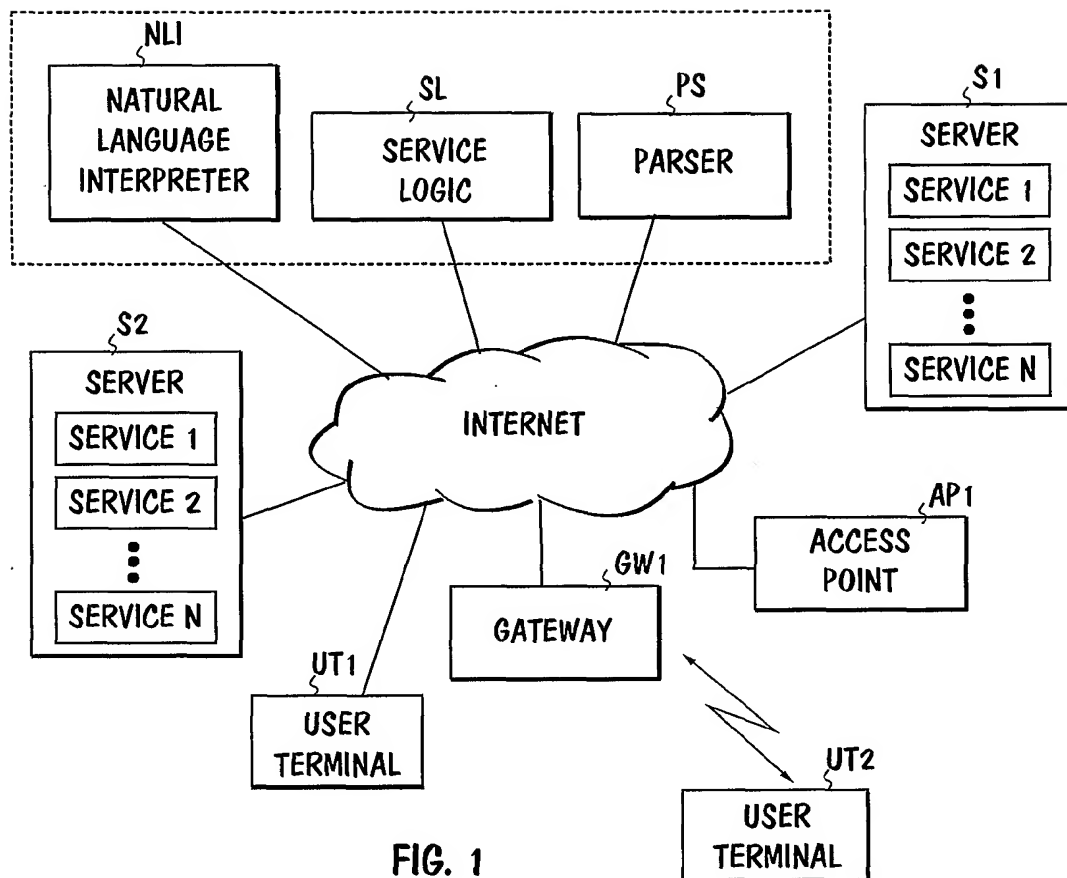 NLI
NATURAL
LANGUAGE
INTERPRETER
SL
SERVICE
LOGIC
PS
PARSER
S1
SERVER
SERVICE 1
SERVICE 2
SERVICE N
S2
SERVER
SERVICE 1
SERVICE 2
SERVICE N
INTERNET
AP1
ACCESS
POINT
GW1
GATEWAY
UT1
USER
TERMINAL
UT2
USER
TERMINAL
FIG. 1